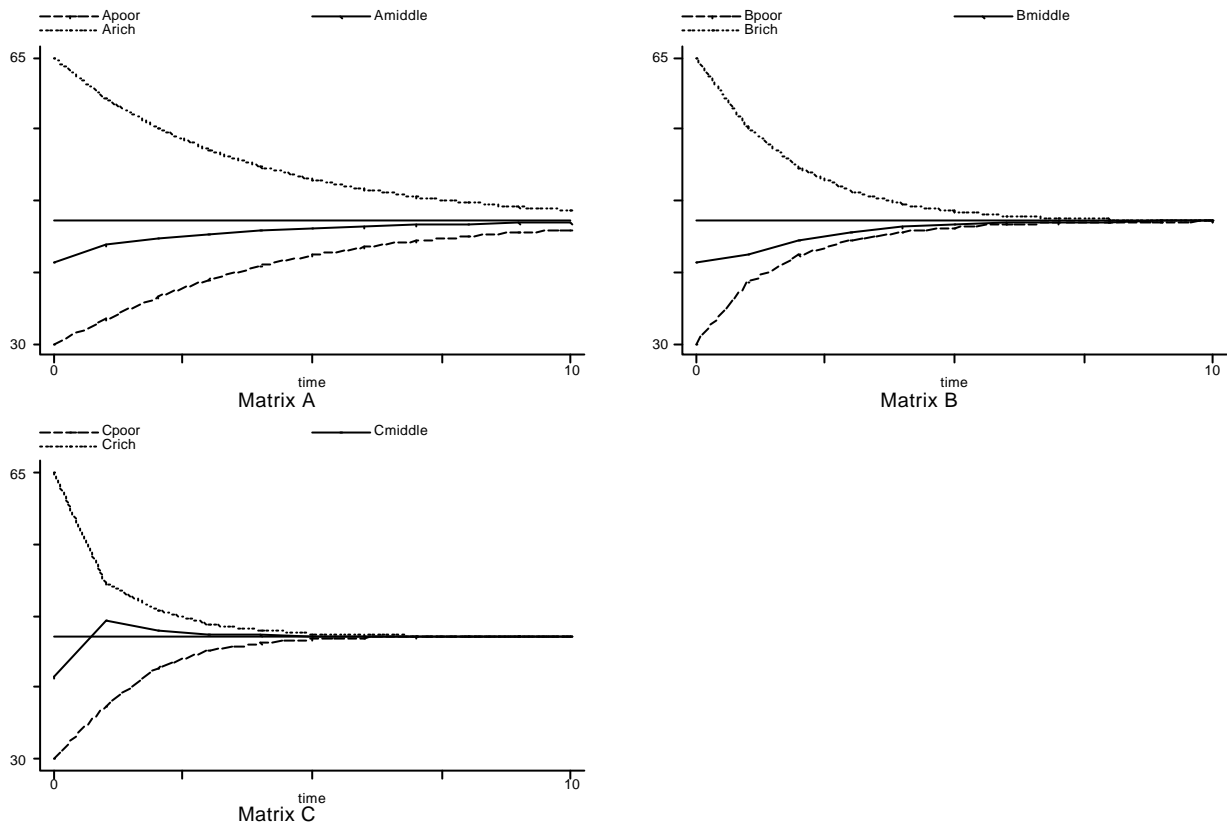 Apoor Amiddle
Arich
65
30
0 10
time
Matrix A
Bpoor Bmiddle
Brich
65
30
0 10
time
Matrix B
Cpoor Cmiddle
Crich
65
30
0 10
time
Matrix C